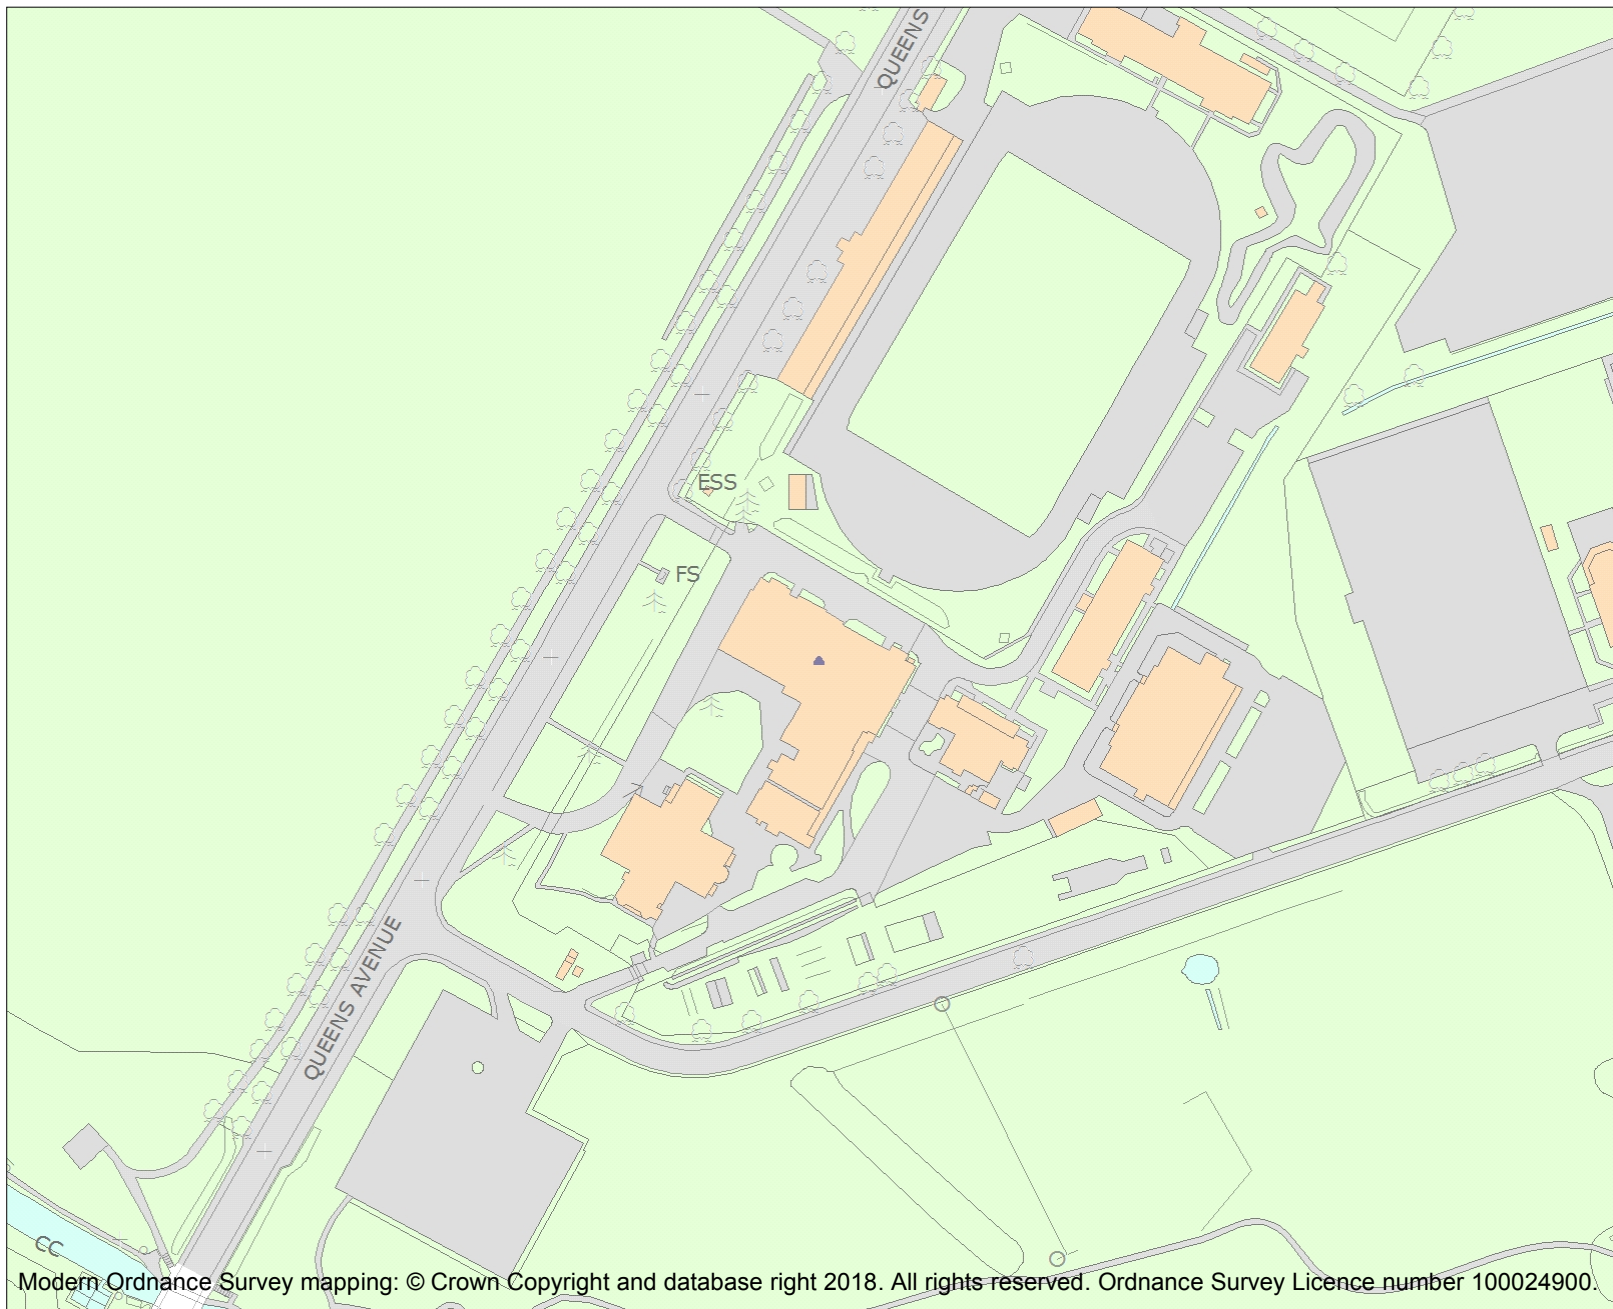 QUEENS
ESS
FS
QUEENS AVENUE
CC
Modern Ordnance Survey mapping: © Crown Copyright and database right 2018. All rights reserved. Ordnance Survey Licence number 100024900.